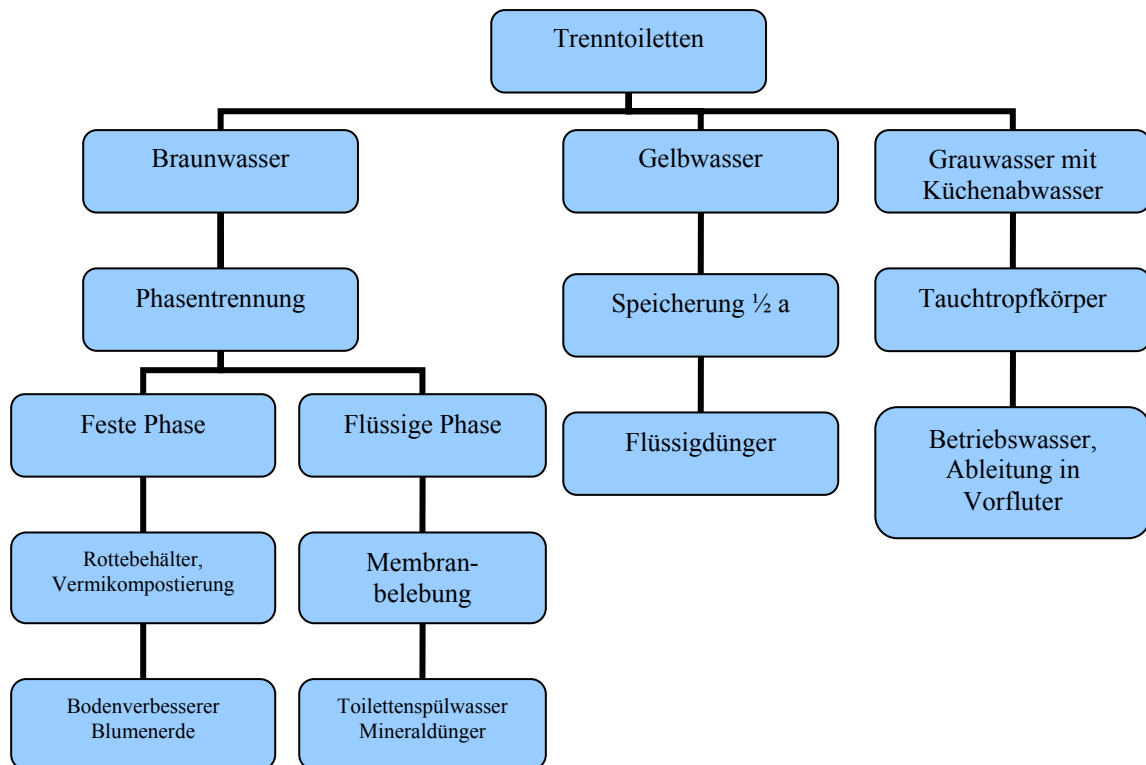 Trenntoiletten
Braunwasser
Gelbwasser
Grauwasser mit
Küchenabwasser
Phasentrennung
Speicherung ½ a
Tauchtropfkörper
Feste Phase
Flüssige Phase
Flüssigdünger
Betriebswasser,
Ableitung in
Vorfluter
Rottebehälter,
Vermikompostierung
Membran-
belebung
Bodenverbesserer
Blumenerde
Toilettenspülwasser
Mineraldünger